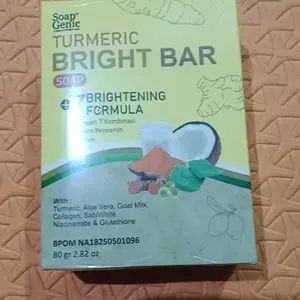 Soap
Genic
TURMERIC
BRIGHT BAR
SOAP
+7 BRIGHTENING
FORMULA
7 Kombinasi
Pencerah
With
Turmeric, Aloe Vera, Goat Milk,
Collagen, SabiWhite,
Niacinamide & Glutathione
BPOM NA18250501096
80 gr 2.82 oz